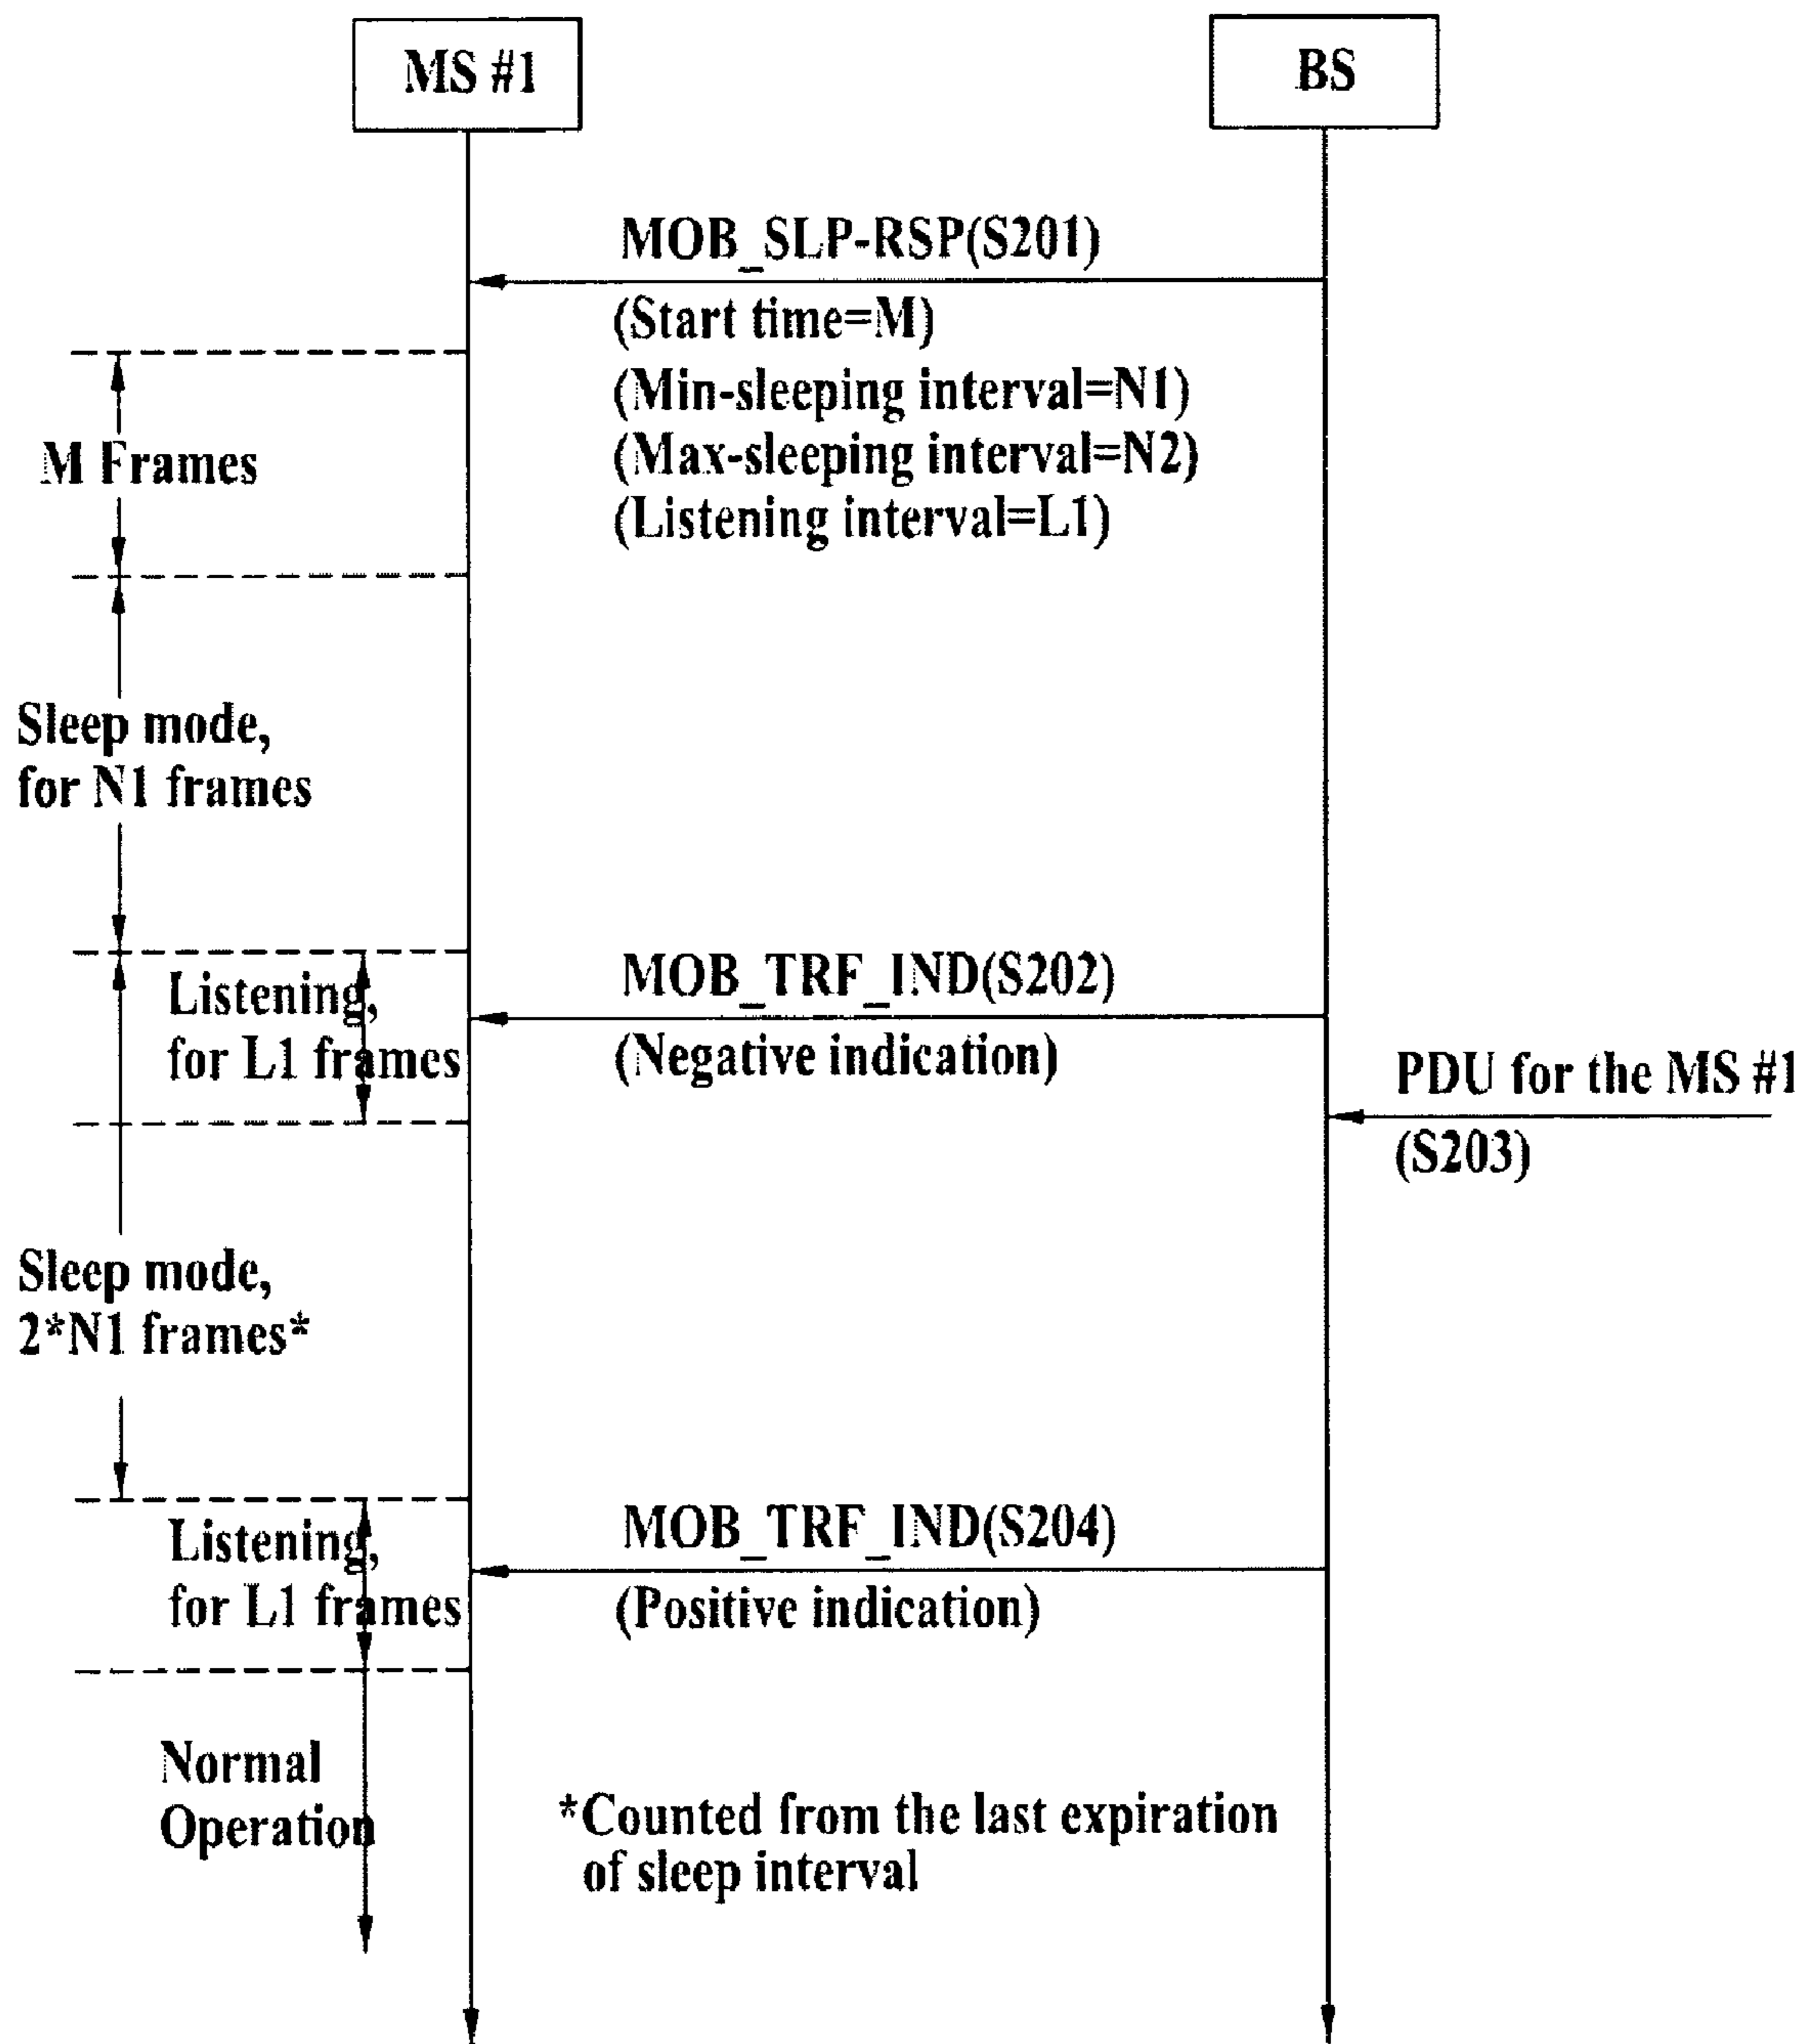 MS #1
BS
MOB_SLP-RSP(S201)
(Start time=M)
(Min-sleeping interval=N1)
(Max-sleeping interval=N2)
(Listening interval=L1)
M Frames
Sleep mode,
for N1 frames
Listening,
for L1 frames
MOB_TRF_IND(S202)
(Negative indication)
PDU for the MS #1
(S203)
Sleep mode,
2*N1 frames*
Listening,
for L1 frames
MOB_TRF_IND(S204)
(Positive indication)
Normal
Operation
*Counted from the last expiration
of sleep interval